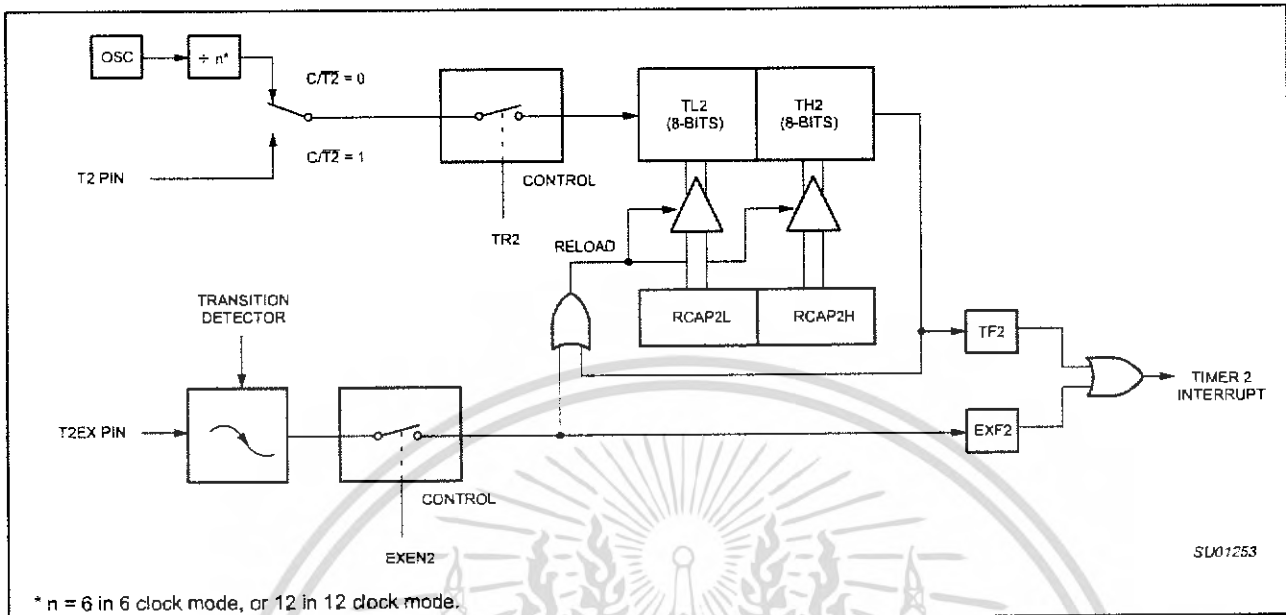 OSC
÷ n*
C/T2̅ = 0
C/T2̅ = 1
T2 PIN
CONTROL
TR2
TL2
(8-BITS)
TH2
(8-BITS)
RELOAD
RCAP2L
RCAP2H
TRANSITION
DETECTOR
T2EX PIN
CONTROL
EXEN2
TF2
EXF2
TIMER 2
INTERRUPT
SU01253
* n = 6 in 6 clock mode, or 12 in 12 clock mode.